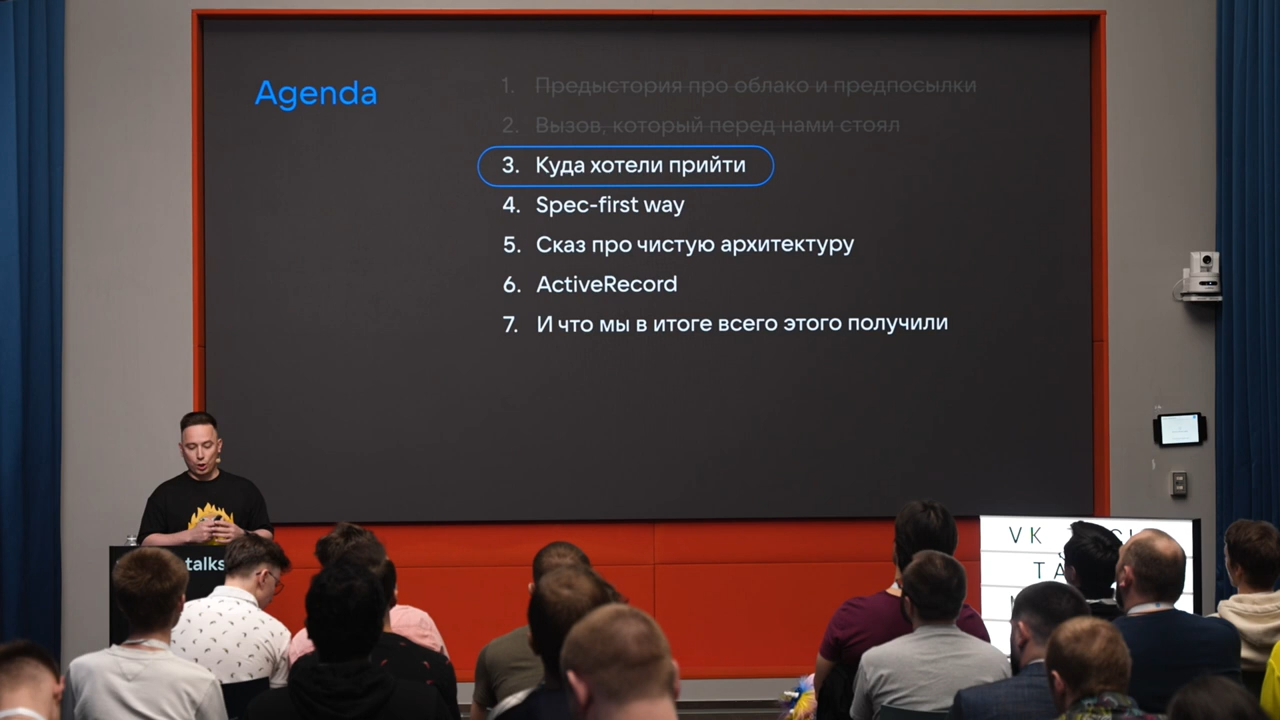 Agenda
1. Предыстория про облако и предпосылки
2. Вызов, который перед нами стоял
3. Куда хотели прийти
4. Spec-first way
5. Сказ про чистую архитектуру
6. ActiveRecord
7. И что мы в итоге всего этого получили
talks
VK